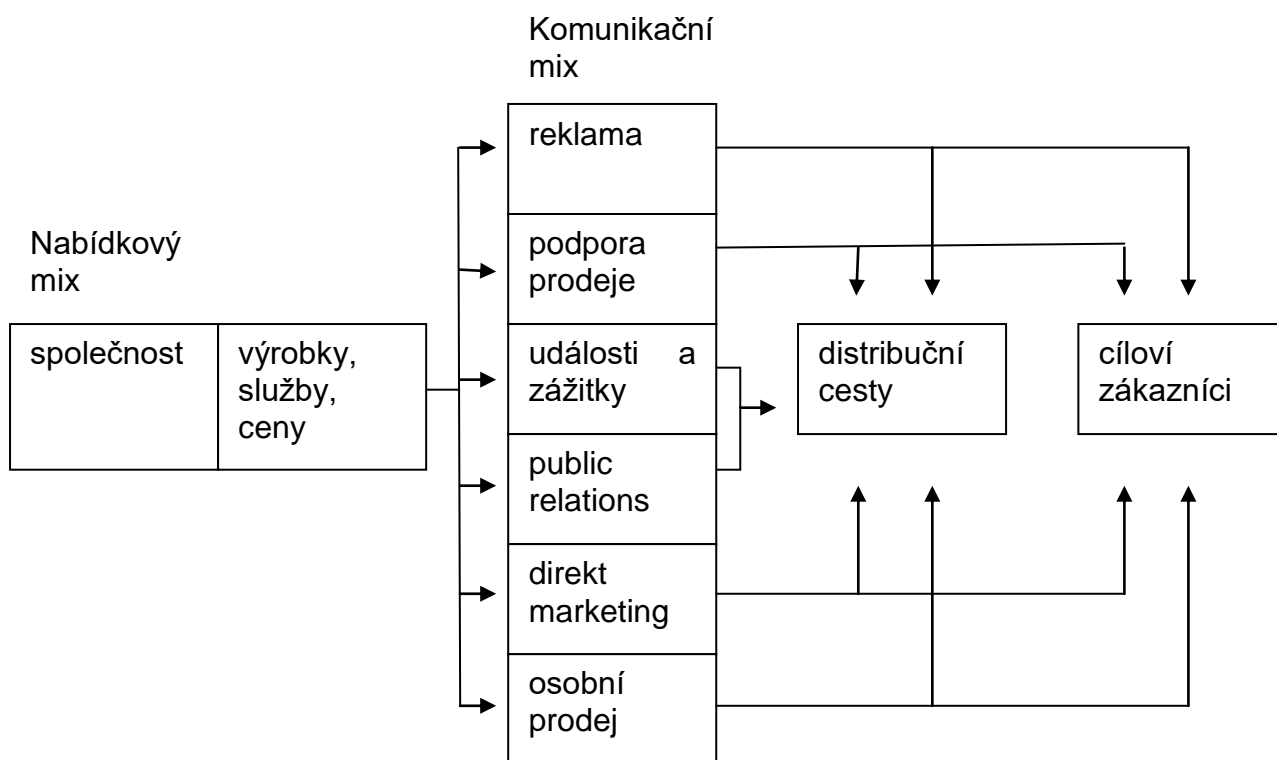 Komunikační
mix
reklama
Nabídkový
mix
podpora
prodeje
společnost
výrobky,
služby,
ceny
události a
zážitky
distribuční
cesty
cíloví
zákazníci
public
relations
direkt
marketing
osobní
prodej